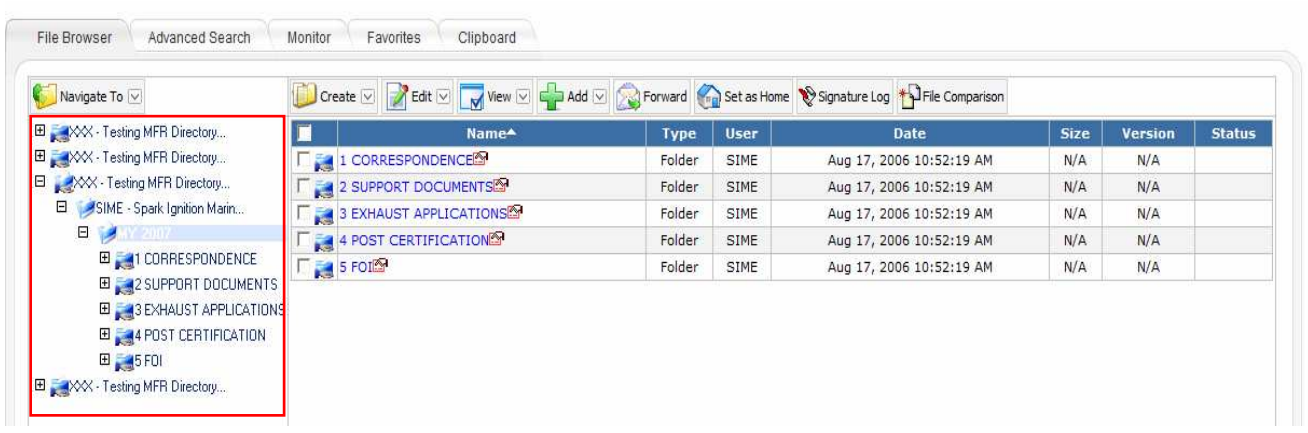 File Browser Advanced Search Monitor Favorites Clipboard
Navigate To Create Edit View Add Forward Set as Home Signature Log File Comparison
XXX - Testing MFR Directory...
XXX - Testing MFR Directory...
XXX - Testing MFR Directory...
SIME - Spark Ignition Marin...
MY 2007
1 CORRESPONDENCE
2 SUPPORT DOCUMENTS
3 EXHAUST APPLICATIONS
4 POST CERTIFICATION
5 FOI
XXX - Testing MFR Directory...
Name Type User Date Size Version Status
1 CORRESPONDENCE Folder SIME Aug 17, 2006 10:52:19 AM N/A N/A
2 SUPPORT DOCUMENTS Folder SIME Aug 17, 2006 10:52:19 AM N/A N/A
3 EXHAUST APPLICATIONS Folder SIME Aug 17, 2006 10:52:19 AM N/A N/A
4 POST CERTIFICATION Folder SIME Aug 17, 2006 10:52:19 AM N/A N/A
5 FOI Folder SIME Aug 17, 2006 10:52:19 AM N/A N/A